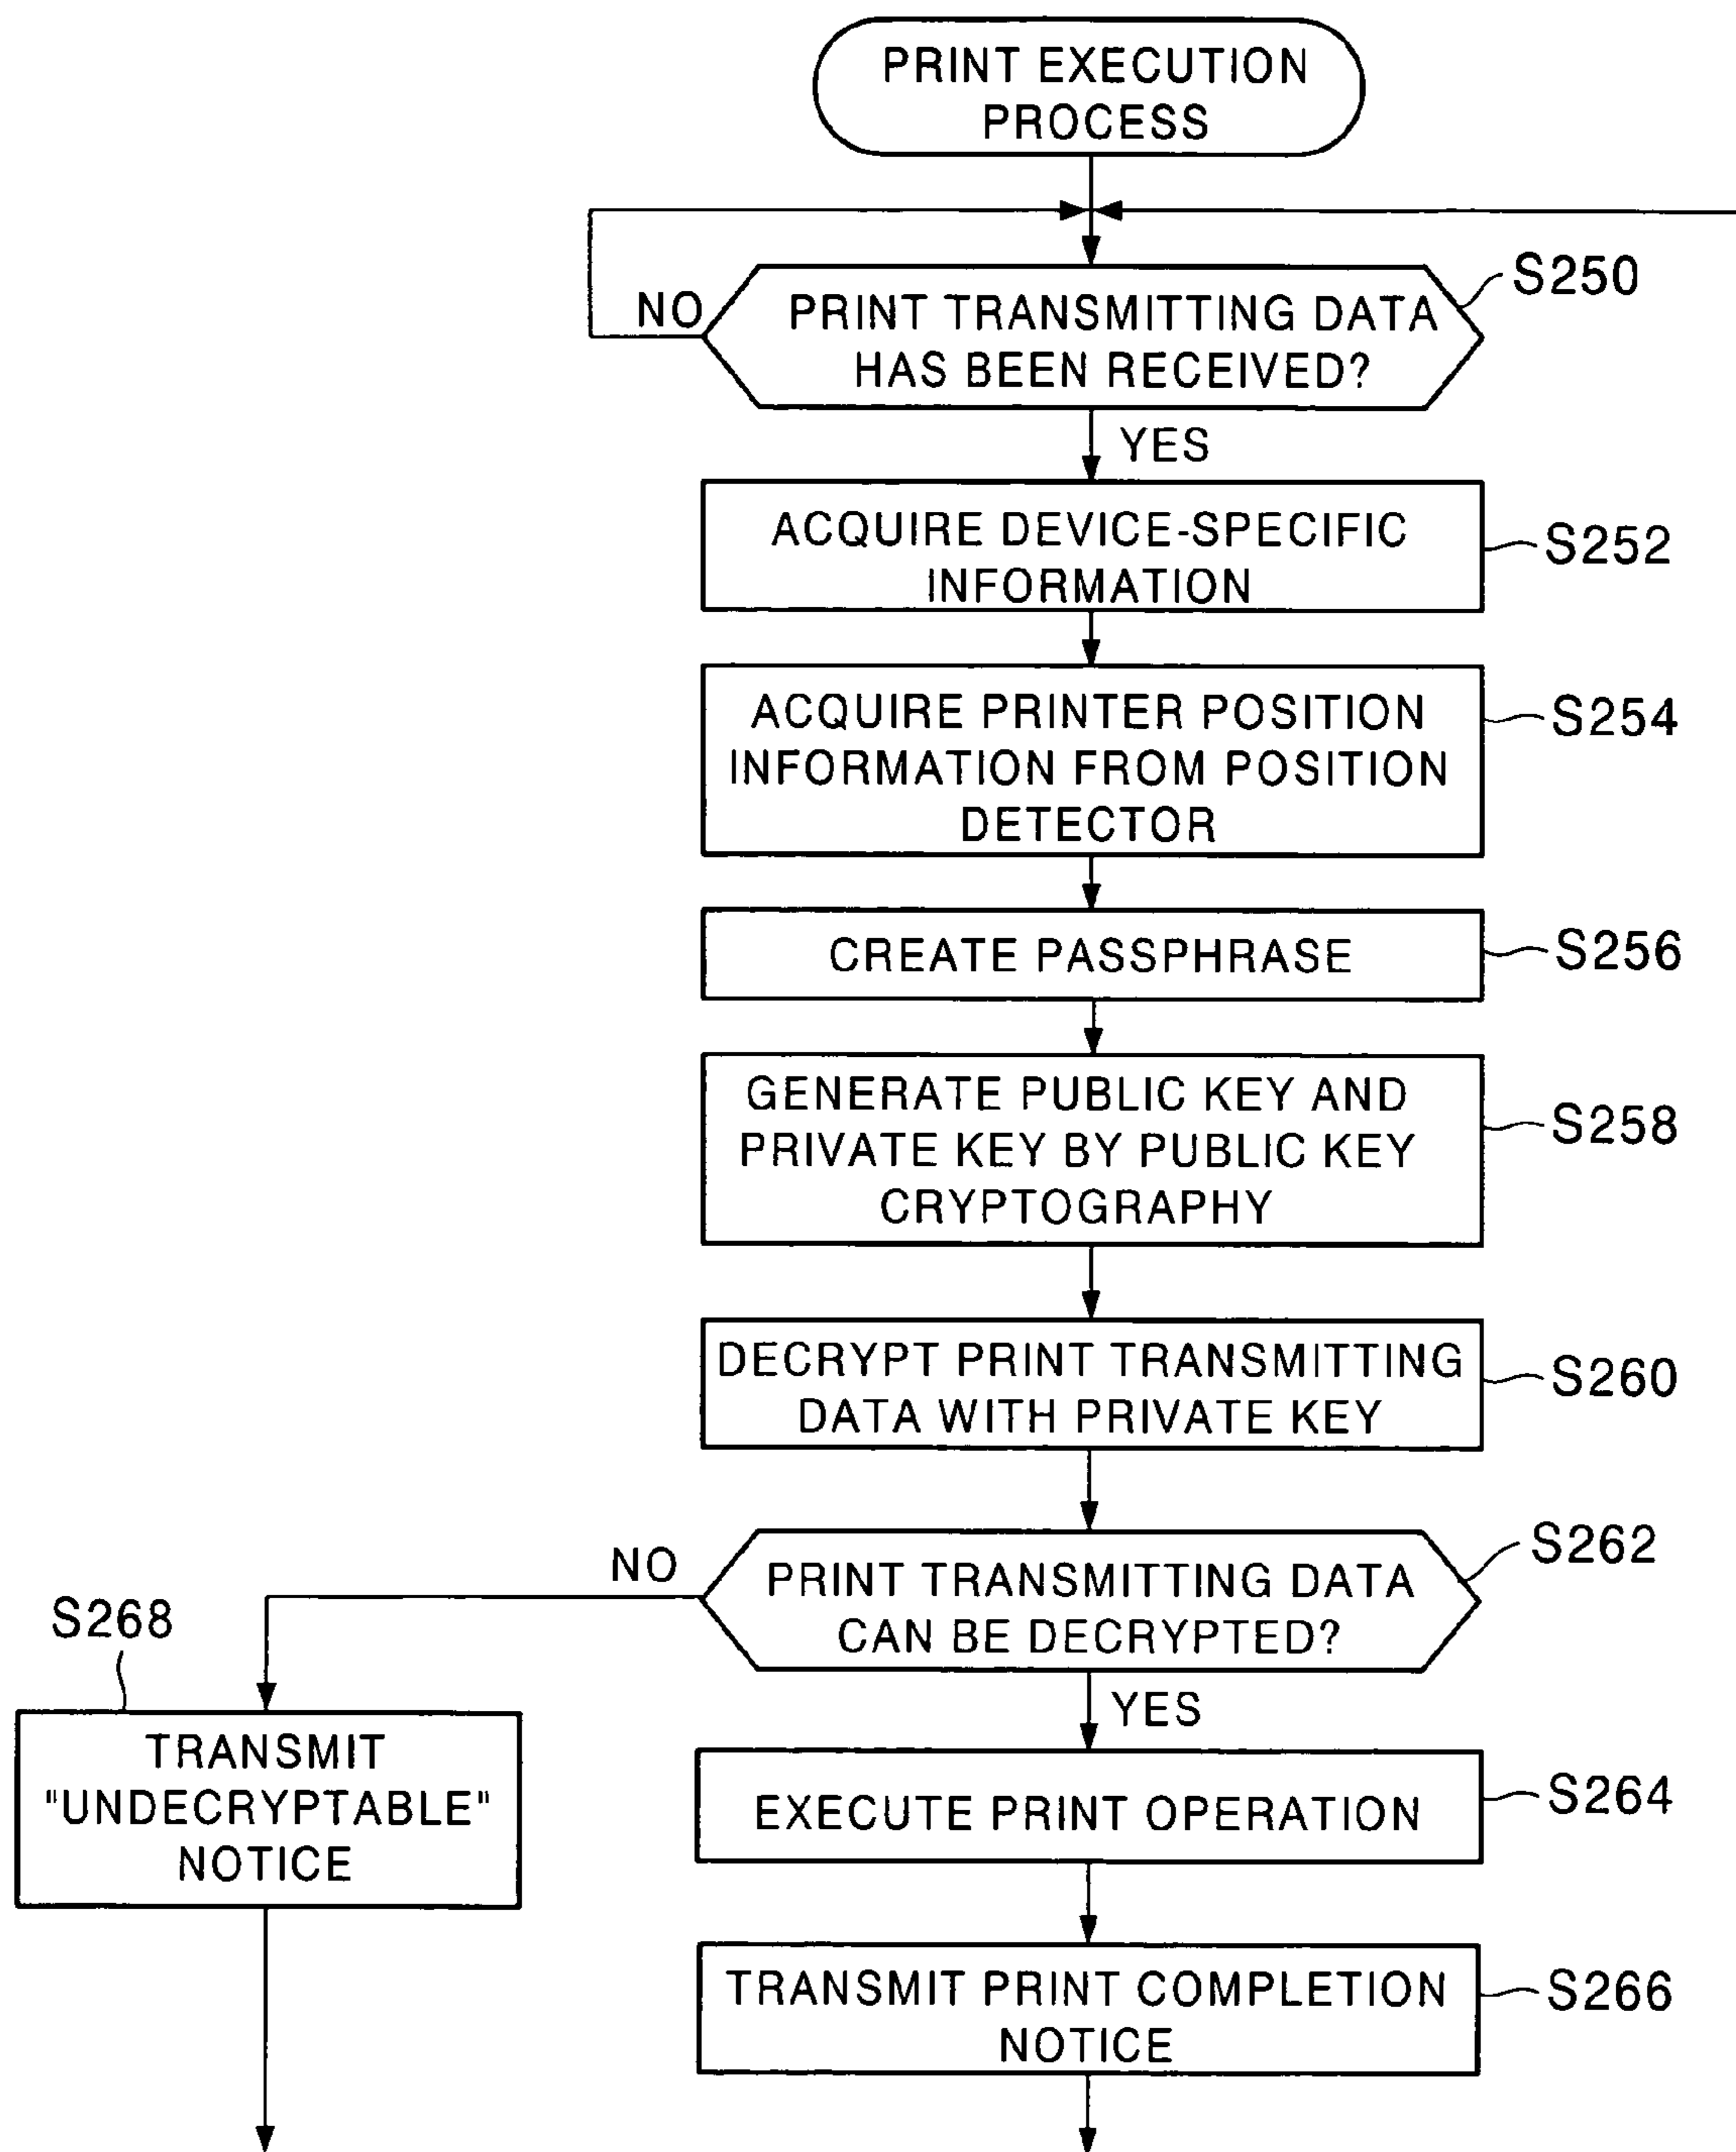 PRINT EXECUTION
PROCESS
S250
NO
PRINT TRANSMITTING DATA
HAS BEEN RECEIVED?
YES
ACQUIRE DEVICE-SPECIFIC
INFORMATION
S252
ACQUIRE PRINTER POSITION
INFORMATION FROM POSITION
DETECTOR
S254
CREATE PASSPHRASE
S256
GENERATE PUBLIC KEY AND
PRIVATE KEY BY PUBLIC KEY
CRYPTOGRAPHY
S258
DECRYPT PRINT TRANSMITTING
DATA WITH PRIVATE KEY
S260
S262
NO
PRINT TRANSMITTING DATA
CAN BE DECRYPTED?
YES
S268
TRANSMIT
"UNDECRYPTABLE"
NOTICE
EXECUTE PRINT OPERATION
S264
TRANSMIT PRINT COMPLETION
NOTICE
S266